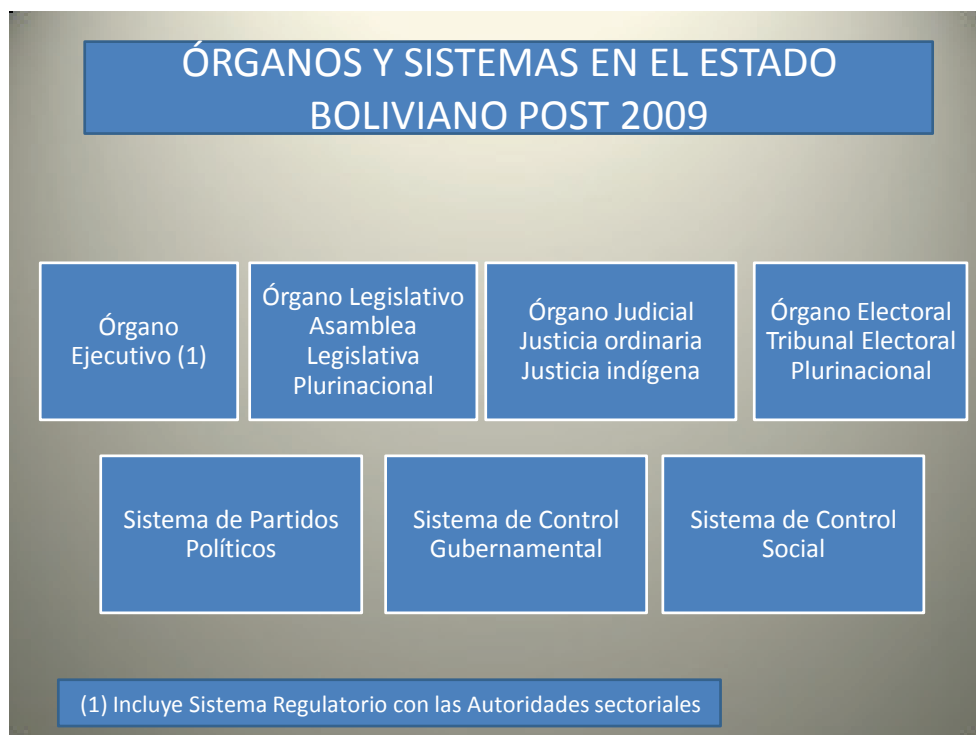 ÓRGANOS Y SISTEMAS EN EL ESTADO
BOLIVIANO POST 2009
Órgano
Ejecutivo (1)
Órgano Legislativo
Asamblea
Legislativa
Plurinacional
Órgano Judicial
Justicia ordinaria
Justicia indígena
Órgano Electoral
Tribunal Electoral
Plurinacional
Sistema de Partidos
Políticos
Sistema de Control
Gubernamental
Sistema de Control
Social
(1) Incluye Sistema Regulatorio con las Autoridades sectoriales